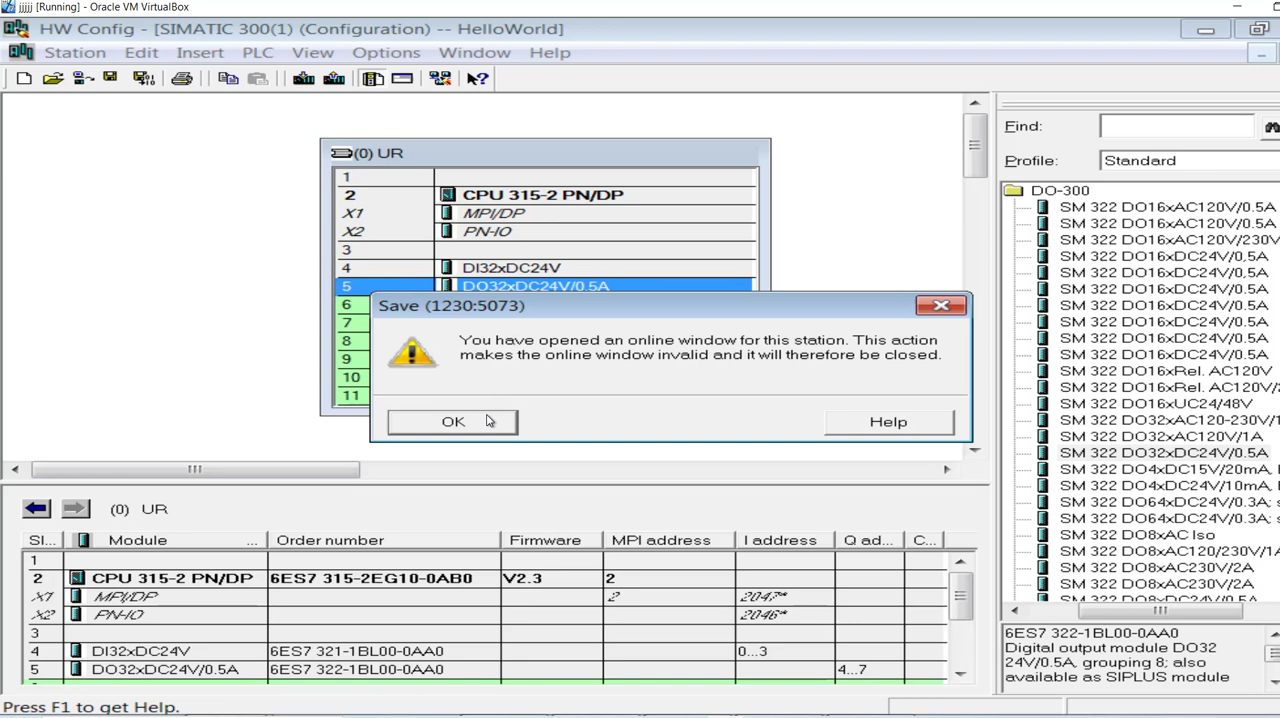 jjjjj [Running] - Oracle VM VirtualBox
HW Config - [SIMATIC 300(1) (Configuration) -- HelloWorld]
Station Edit Insert PLC View Options Window Help
(0) UR
1
2 CPU 315-2 PN/DP
X1 MPI/DP
X2 PN-IO
3
4 DI32xDC24V
5 DO32xDC24V/0.5A
6
7
8
9
10
11
Save (1230:5073)
You have opened an online window for this station. This action
makes the online window invalid and it will therefore be closed.
OK Help
Find:
Profile: Standard
DO-300
SM 322 DO16xAC120V/0.5A
SM 322 DO16xAC120V/0.5A
SM 322 DO16xAC120V/230V
SM 322 DO16xDC24V/0.5A
SM 322 DO16xDC24V/0.5A
SM 322 DO16xDC24V/0.5A
SM 322 DO16xDC24V/0.5A
SM 322 DO16xDC24V/0.5A
SM 322 DO16xDC24V/0.5A
SM 322 DO16xDC24V/0.5A
SM 322 DO16xRel. AC120V
SM 322 DO16xRel. AC120V/
SM 322 DO16xUC24/48V
SM 322 DO32xAC120-230V/1
SM 322 DO32xAC120V/1A
SM 322 DO32xDC24V/0.5A
SM 322 DO4xDC15V/20mA,
SM 322 DO4xDC24V/10mA,
SM 322 DO64xDC24V/0.3A; s
SM 322 DO64xDC24V/0.3A; s
SM 322 DO8xAC Iso
SM 322 DO8xAC120/230V/1A
SM 322 DO8xAC230V/2A
SM 322 DO8xAC230V/2A
SM 322 DO8xDC24V/0.5A
6ES7 322-1BL00-0AA0
Digital output module DO32
24V/0.5A, grouping 8; also
available as SIPLUS module
(0) UR
Sl... Module ... Order number Firmware MPI address I address Q ad... C...
1
2 CPU 315-2 PN/DP 6ES7 315-2EG10-0AB0 V2.3 2
X1 MPI/DP 2 2047*
X2 PN-IO 2046*
3
4 DI32xDC24V 6ES7 321-1BL00-0AA0 0...3
5 DO32xDC24V/0.5A 6ES7 322-1BL00-0AA0 4...7
Press F1 to get Help.